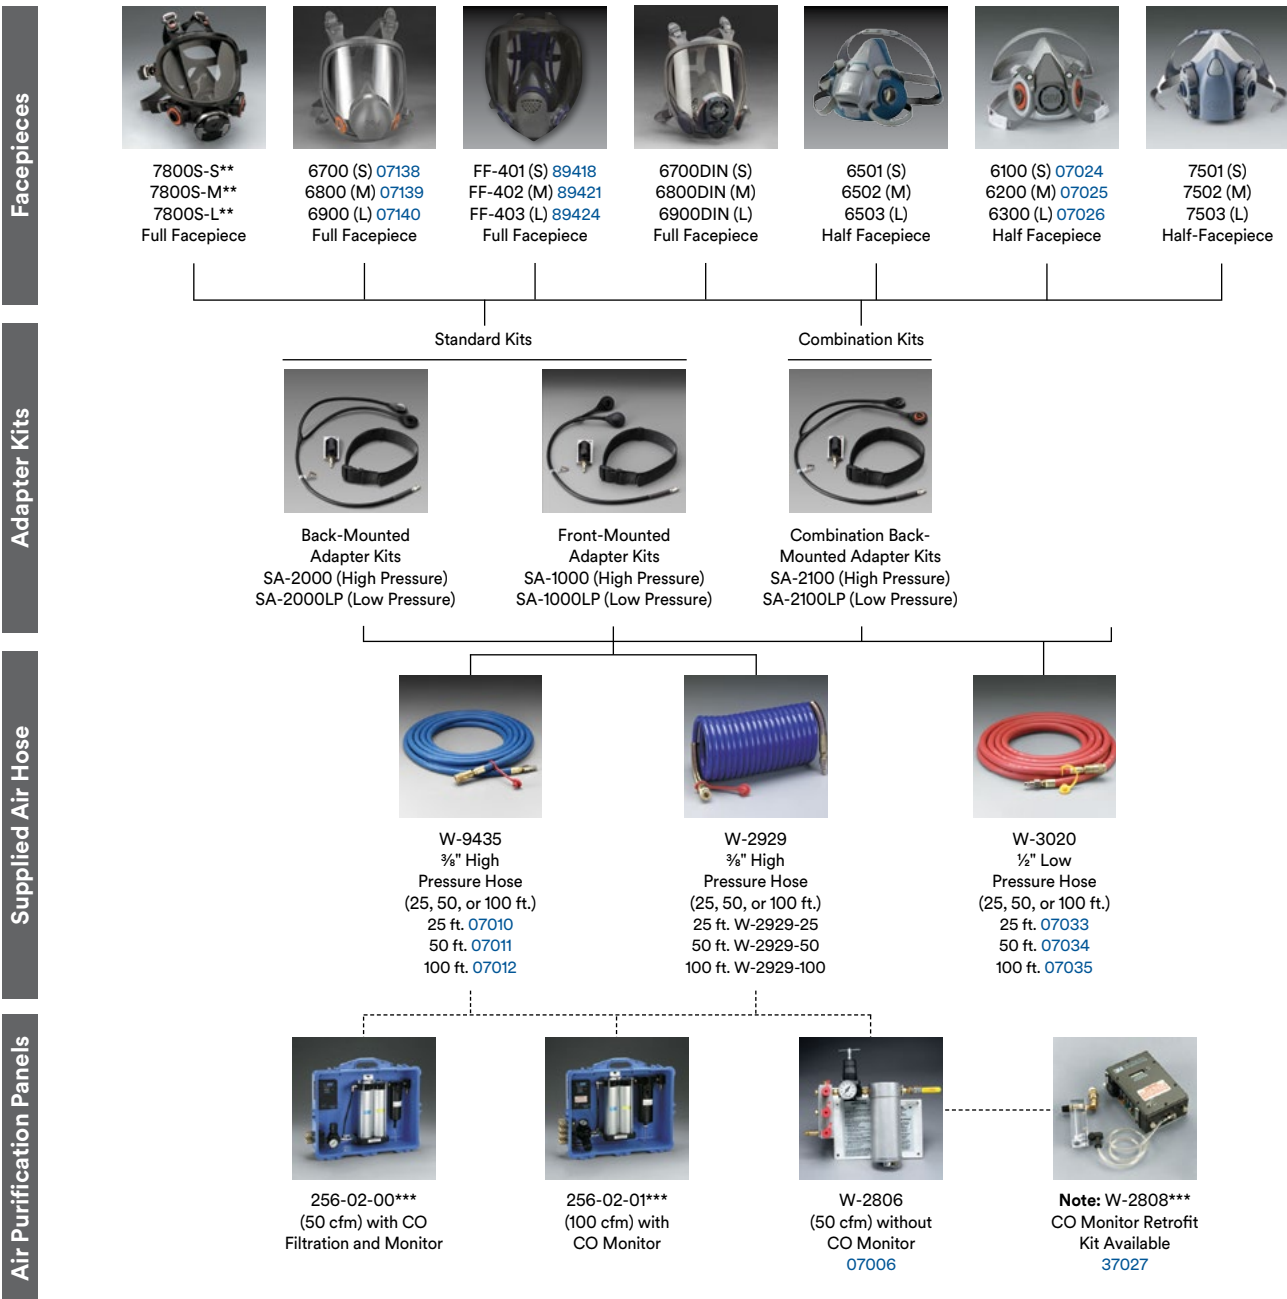 Facepieces
7800S-S**
7800S-M**
7800S-L**
Full Facepiece
6700 (S) 07138
6800 (M) 07139
6900 (L) 07140
Full Facepiece
FF-401 (S) 89418
FF-402 (M) 89421
FF-403 (L) 89424
Full Facepiece
6700DIN (S)
6800DIN (M)
6900DIN (L)
Full Facepiece
6501 (S)
6502 (M)
6503 (L)
Half Facepiece
6100 (S) 07024
6200 (M) 07025
6300 (L) 07026
Half Facepiece
7501 (S)
7502 (M)
7503 (L)
Half-Facepiece
Adapter Kits
Standard Kits
Combination Kits
Back-Mounted
Adapter Kits
SA-2000 (High Pressure)
SA-2000LP (Low Pressure)
Front-Mounted
Adapter Kits
SA-1000 (High Pressure)
SA-1000LP (Low Pressure)
Combination Back-
Mounted Adapter Kits
SA-2100 (High Pressure)
SA-2100LP (Low Pressure)
Supplied Air Hose
W-9435
⅜" High
Pressure Hose
(25, 50, or 100 ft.)
25 ft. 07010
50 ft. 07011
100 ft. 07012
W-2929
⅜" High
Pressure Hose
(25, 50, or 100 ft.)
25 ft. W-2929-25
50 ft. W-2929-50
100 ft. W-2929-100
W-3020
½" Low
Pressure Hose
(25, 50, or 100 ft.)
25 ft. 07033
50 ft. 07034
100 ft. 07035
Air Purification Panels
256-02-00***
(50 cfm) with CO
Filtration and Monitor
256-02-01***
(100 cfm) with
CO Monitor
W-2806
(50 cfm) without
CO Monitor
07006
Note: W-2808***
CO Monitor Retrofit
Kit Available
37027